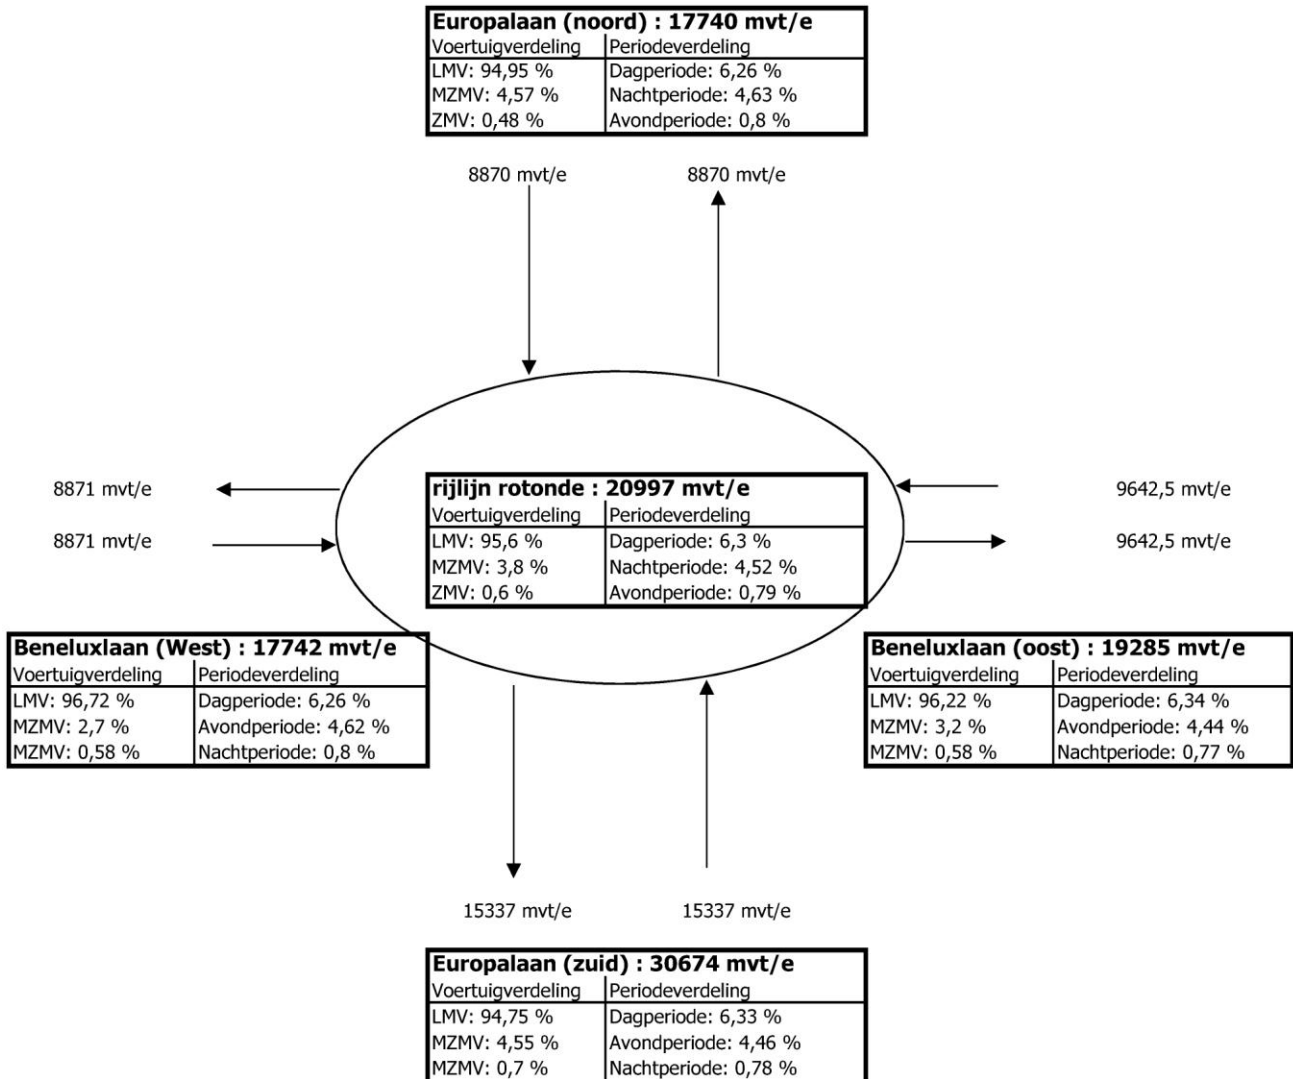 Europalaan (noord) : 17740 mvt/e
Voertuigverdeling Periodeverdeling
LMV: 94,95 % Dagperiode: 6,26 %
MZMV: 4,57 % Nachtperiode: 4,63 %
ZMV: 0,48 % Avondperiode: 0,8 %
8870 mvt/e 8870 mvt/e
rijlijn rotonde : 20997 mvt/e
Voertuigverdeling Periodeverdeling
LMV: 95,6 % Dagperiode: 6,3 %
MZMV: 3,8 % Nachtperiode: 4,52 %
ZMV: 0,6 % Avondperiode: 0,79 %
8871 mvt/e
8871 mvt/e
9642,5 mvt/e
9642,5 mvt/e
Beneluxlaan (West) : 17742 mvt/e
Voertuigverdeling Periodeverdeling
LMV: 96,72 % Dagperiode: 6,26 %
MZMV: 2,7 % Avondperiode: 4,62 %
MZMV: 0,58 % Nachtperiode: 0,8 %
Beneluxlaan (oost) : 19285 mvt/e
Voertuigverdeling Periodeverdeling
LMV: 96,22 % Dagperiode: 6,34 %
MZMV: 3,2 % Avondperiode: 4,44 %
MZMV: 0,58 % Nachtperiode: 0,77 %
15337 mvt/e 15337 mvt/e
Europalaan (zuid) : 30674 mvt/e
Voertuigverdeling Periodeverdeling
LMV: 94,75 % Dagperiode: 6,33 %
MZMV: 4,55 % Avondperiode: 4,46 %
MZMV: 0,7 % Nachtperiode: 0,78 %